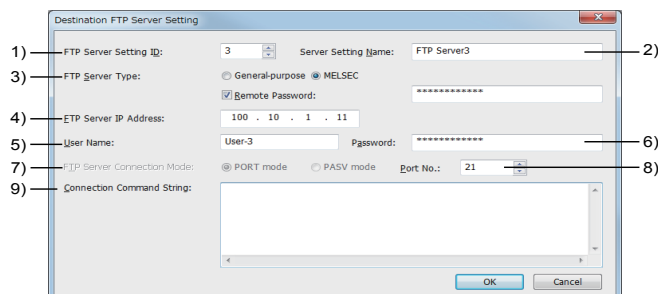 Destination FTP Server Setting
1) FTP Server Setting ID: 3 Server Setting Name: FTP Server3 2)
3) FTP Server Type: General-purpose MELSEC
Remote Password: ************
4) FTP Server IP Address: 100 . 10 . 1 . 11
5) User Name: User-3 Password: ************ 6)
7) FTP Server Connection Mode: PORT mode PASV mode Port No.: 21 8)
9) Connection Command String:
OK Cancel